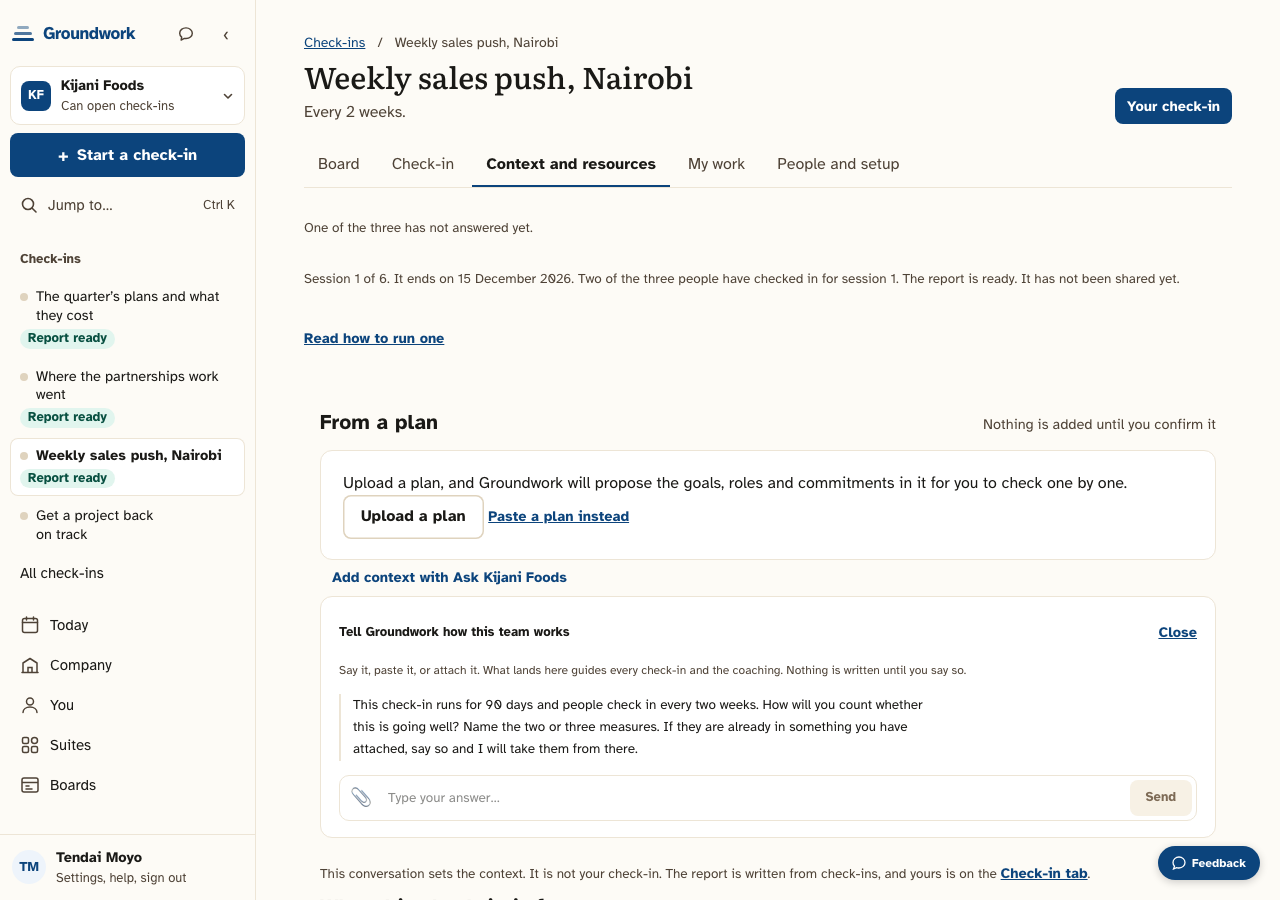 Groundwork
KF
Kijani Foods
Can open check-ins
+ Start a check-in
Jump to...
Ctrl K
Check-ins
The quarter's plans and what
they cost
Report ready
Where the partnerships work
went
Report ready
Weekly sales push, Nairobi
Report ready
Get a project back
on track
All check-ins
Today
Company
You
Suites
Boards
TM
Tendai Moyo
Settings, help, sign out
Check-ins / Weekly sales push, Nairobi
Weekly sales push, Nairobi
Every 2 weeks.
Your check-in
Board
Check-in
Context and resources
My work
People and setup
One of the three has not answered yet.
Session 1 of 6. It ends on 15 December 2026. Two of the three people have checked in for session 1. The report is ready. It has not been shared yet.
Read how to run one
From a plan
Nothing is added until you confirm it
Upload a plan, and Groundwork will propose the goals, roles and commitments in it for you to check one by one.
Upload a plan
Paste a plan instead
Add context with Ask Kijani Foods
Tell Groundwork how this team works
Close
Say it, paste it, or attach it. What lands here guides every check-in and the coaching. Nothing is written until you say so.
This check-in runs for 90 days and people check in every two weeks. How will you count whether
this is going well? Name the two or three measures. If they are already in something you have
attached, say so and I will take them from there.
Type your answer...
Send
Feedback
This conversation sets the context. It is not your check-in. The report is written from check-ins, and yours is on the Check-in tab.